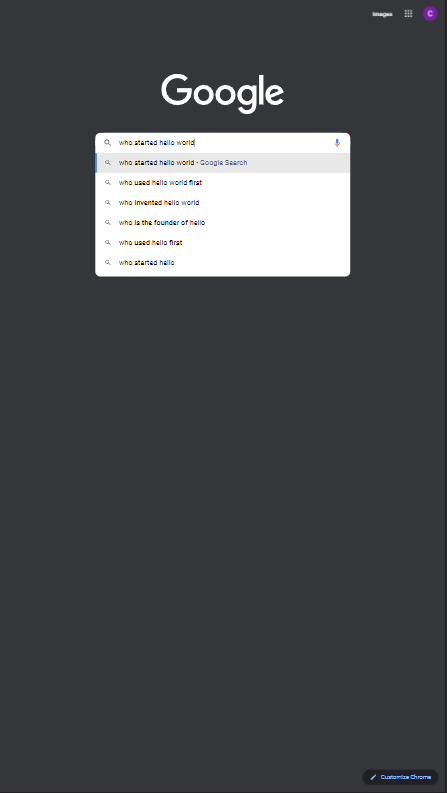 Images
C
Google
who started hello world
who started hello world - Google Search
who used hello world first
who invented hello world
who is the founder of hello
who used hello first
who started hello
Customize Chrome